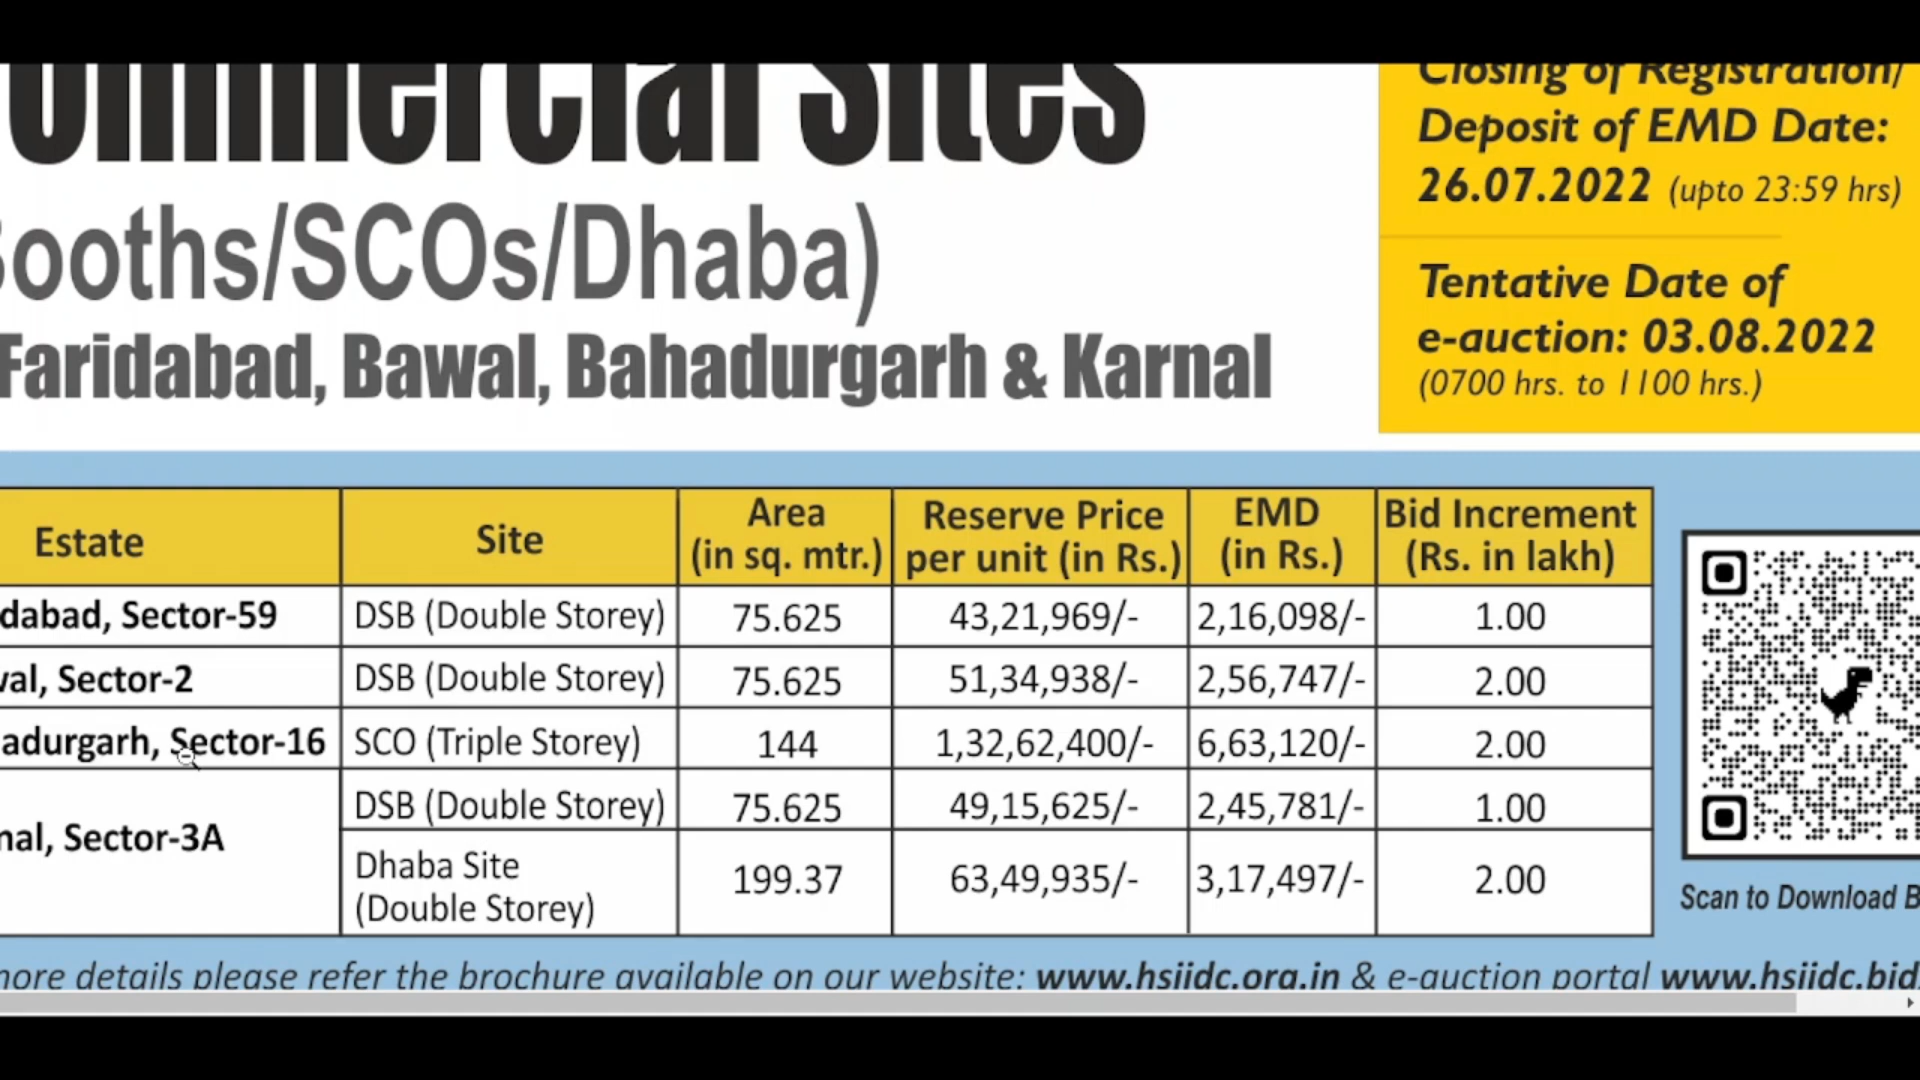 ommercial Sites
ooths/SCOs/Dhaba)
Faridabad, Bawal, Bahadurgarh & Karnal
Closing of Registration/
Deposit of EMD Date:
26.07.2022 (upto 23:59 hrs)
Tentative Date of
e-auction: 03.08.2022
(0700 hrs. to 1100 hrs.)
Estate Site Area (in sq. mtr.) Reserve Price per unit (in Rs.) EMD (in Rs.) Bid Increment (Rs. in lakh)
dabad, Sector-59 DSB (Double Storey) 75.625 43,21,969/- 2,16,098/- 1.00
val, Sector-2 DSB (Double Storey) 75.625 51,34,938/- 2,56,747/- 2.00
adurgarh, Sector-16 SCO (Triple Storey) 144 1,32,62,400/- 6,63,120/- 2.00
nal, Sector-3A DSB (Double Storey) 75.625 49,15,625/- 2,45,781/- 1.00
Dhaba Site (Double Storey) 199.37 63,49,935/- 3,17,497/- 2.00
Scan to Download B
more details please refer the brochure available on our website: www.hsiidc.org.in & e-auction portal www.hsiidc.bid